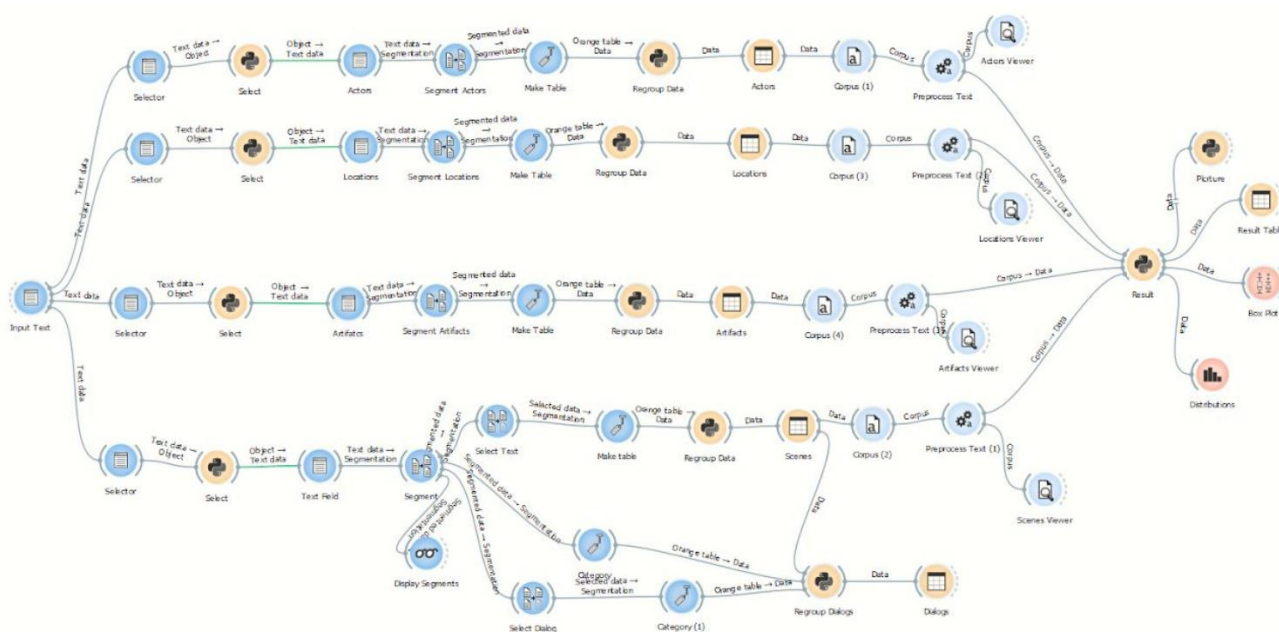 Text data → Object
Object → Text data
Text data → Segmentation
Segmented data → Segmentation
Orange table → Data
Data
Data
Corpus
Corpus
Actors Viewer
Selector
Select
Actors
Segment Actors
Make Table
Regroup Data
Actors
Corpus (1)
Preprocess Text
Text data
Corpus → Data
Text data → Object
Object → Text data
Text data → Segmentation
Segmented data → Segmentation
Orange table → Data
Data
Data
Corpus
Corpus
Selector
Select
Locations
Segment Locations
Make Table
Regroup Data
Locations
Corpus (3)
Preprocess Text (2)
Locations Viewer
Text data
Corpus → Data
Picrture
Data
Data
Result Table
Data
Box Plot
Data
Distributions
Result
Input Text
Text data
Text data → Object
Object → Text data
Text data → Segmentation
Segmented data → Segmentation
Orange table → Data
Data
Data
Corpus
Corpus → Data
Corpus
Selector
Select
Artifatcs
Segment Artifacts
Make Table
Regroup Data
Artifacts
Corpus (4)
Preprocess Text (3)
Artifacts Viewer
Text data
Corpus → Data
Selected data → Segmentation
Orange table → Data
Data
Data
Corpus
Corpus
Select Text
Make table
Regroup Data
Scenes
Corpus (2)
Preprocess Text (1)
Scenes Viewer
Text data → Object
Object → Text data
Text data → Segmentation
Segmented data → Segmentation
Selector
Select
Text Field
Segment
Segmented data → Segmentation
Segmented data → Segmentation
Segmented data → Segmentation
Display Segments
Category
Orange table → Data
Data
Select Dialog
Selected data → Segmentation
Category (1)
Orange table → Data
Regroup Dialogs
Data
Dialogs